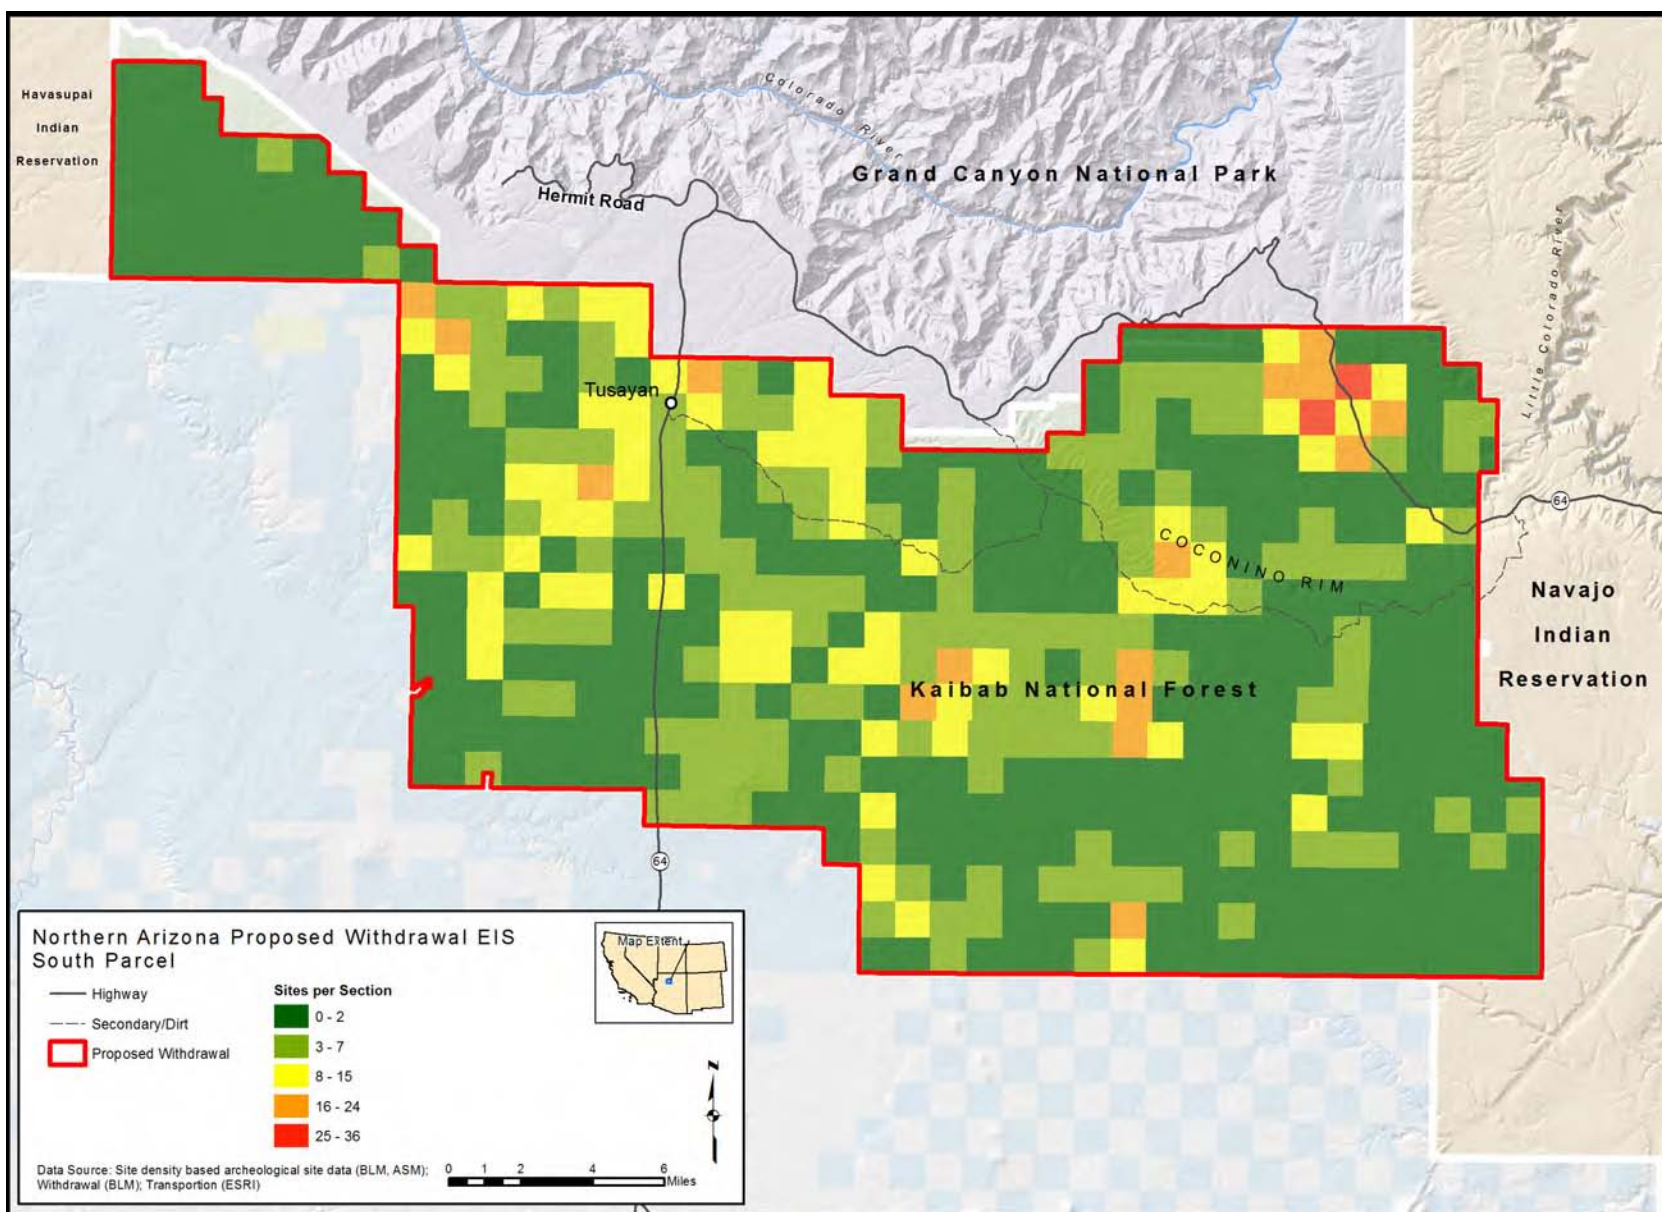 Havasupai
Indian
Reservation
Colorado River
Grand Canyon National Park
Hermit Road
Little Colorado River
Tusayan
64
COCONINO RIM
Navajo
Indian
Reservation
Kaibab National Forest
64
Northern Arizona Proposed Withdrawal EIS
South Parcel
Map Extent
Highway
Secondary/Dirt
Proposed Withdrawal
Sites per Section
0 - 2
3 - 7
8 - 15
16 - 24
25 - 36
N
Data Source: Site density based archeological site data (BLM, ASM);
Withdrawal (BLM); Transportion (ESRI)
0 1 2 4 6
Miles